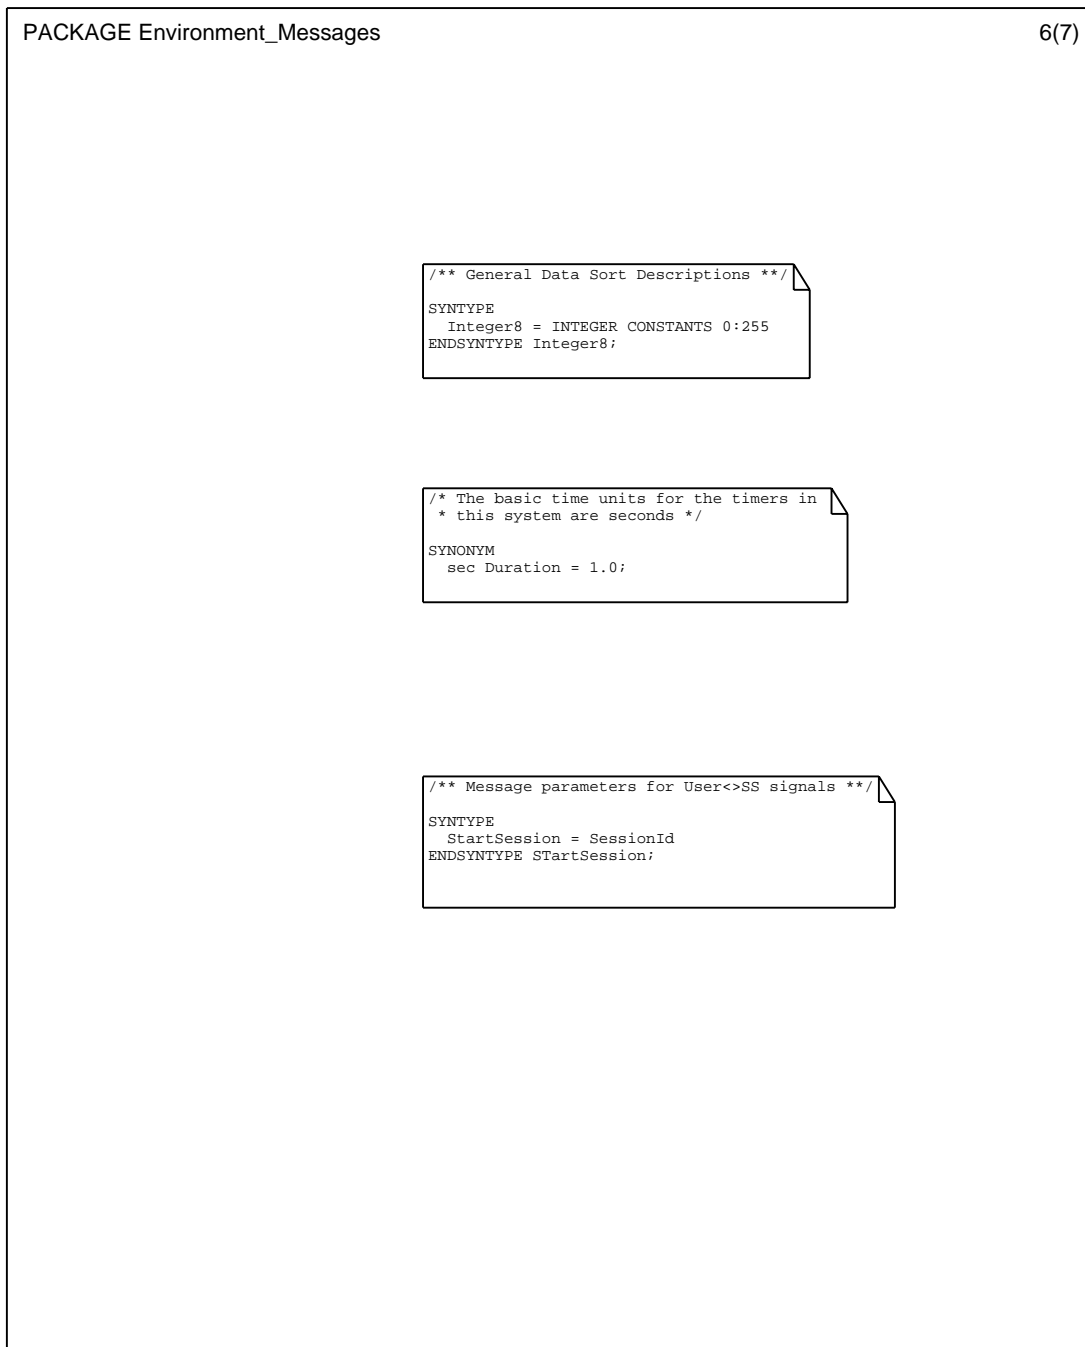 PACKAGE Environment_Messages 6(7)
/** General Data Sort Descriptions **/
SYNTYPE
Integer8 = INTEGER CONSTANTS 0:255
ENDSYNTYPE Integer8;
/* The basic time units for the timers in
* this system are seconds */
SYNONYM
sec Duration = 1.0;
/** Message parameters for User<>SS signals **/
SYNTYPE
StartSession = SessionId
ENDSYNTYPE STartSession;